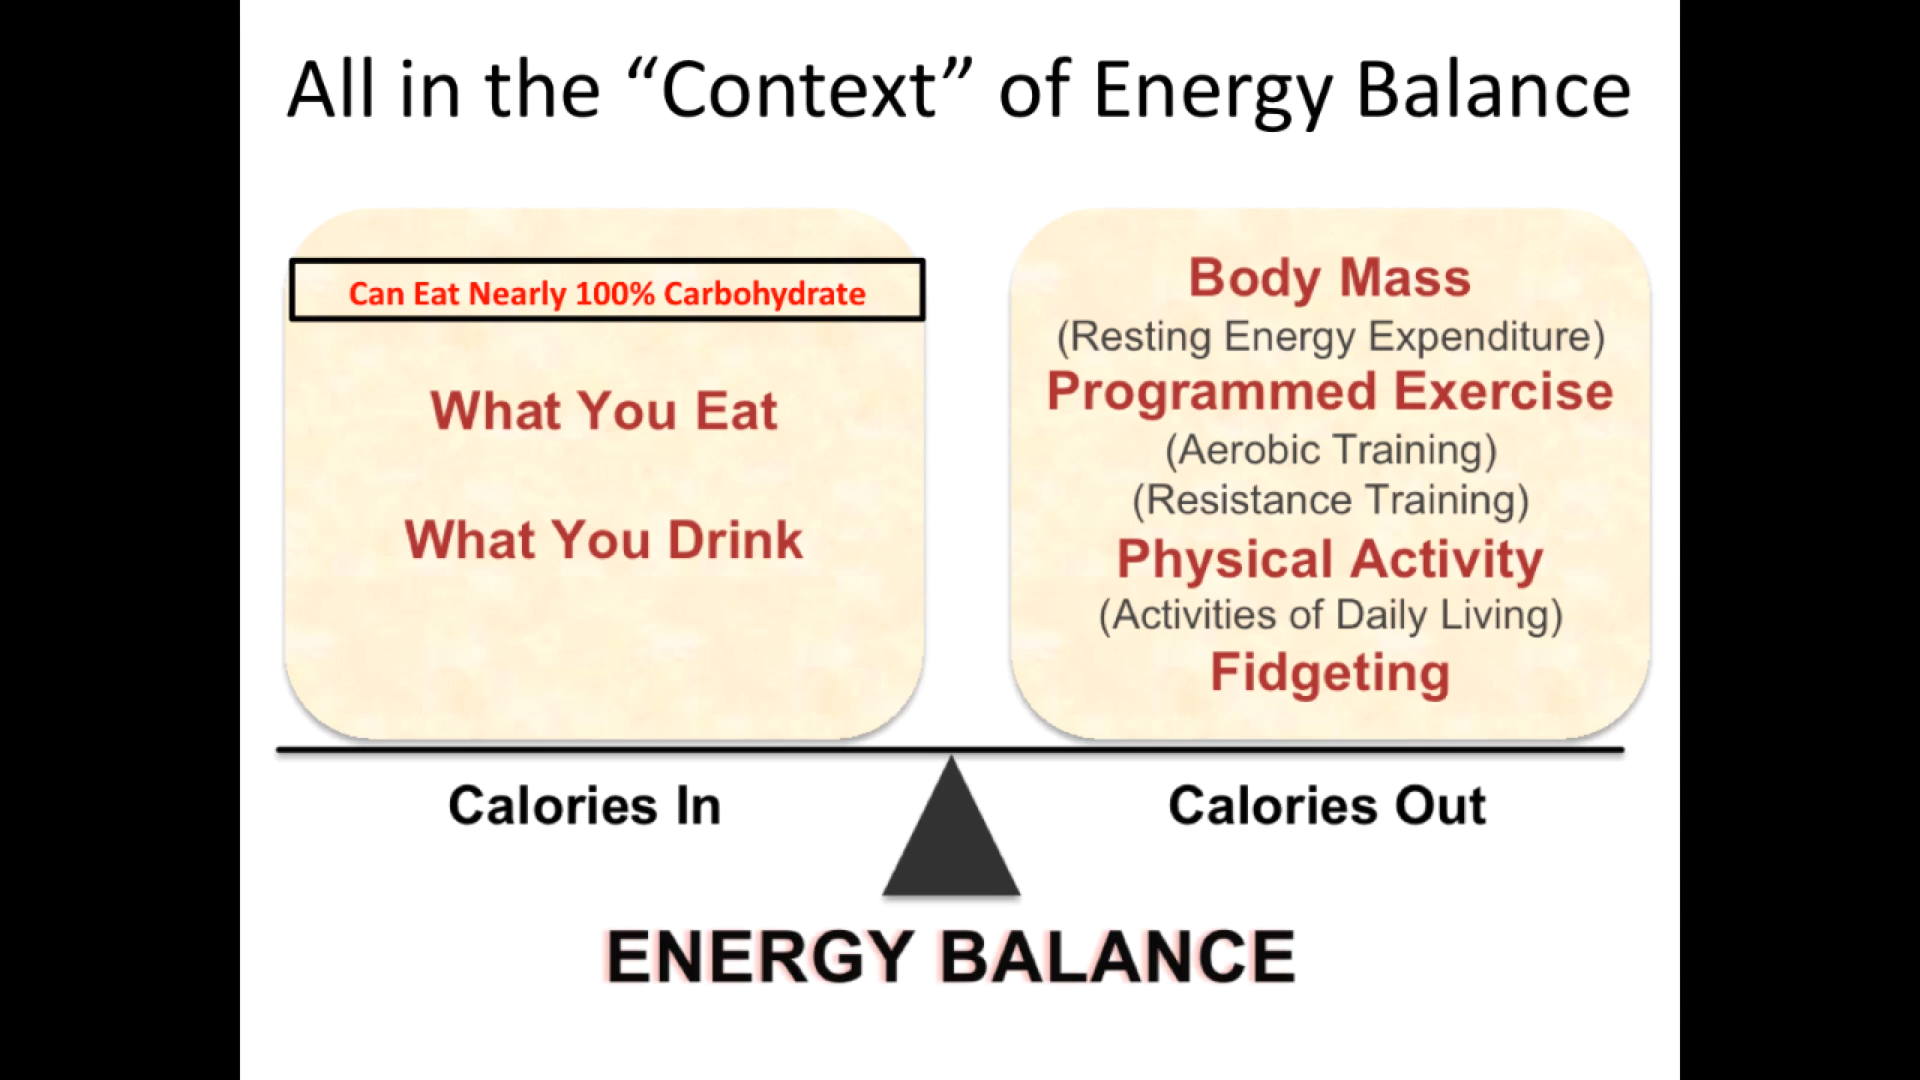 All in the “Context” of Energy Balance
Can Eat Nearly 100% Carbohydrate
What You Eat
What You Drink
Body Mass
(Resting Energy Expenditure)
Programmed Exercise
(Aerobic Training)
(Resistance Training)
Physical Activity
(Activities of Daily Living)
Fidgeting
Calories In
Calories Out
ENERGY BALANCE